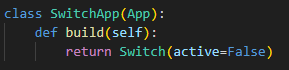 class SwitchApp(App):
    def build(self):
        return Switch(active=False)